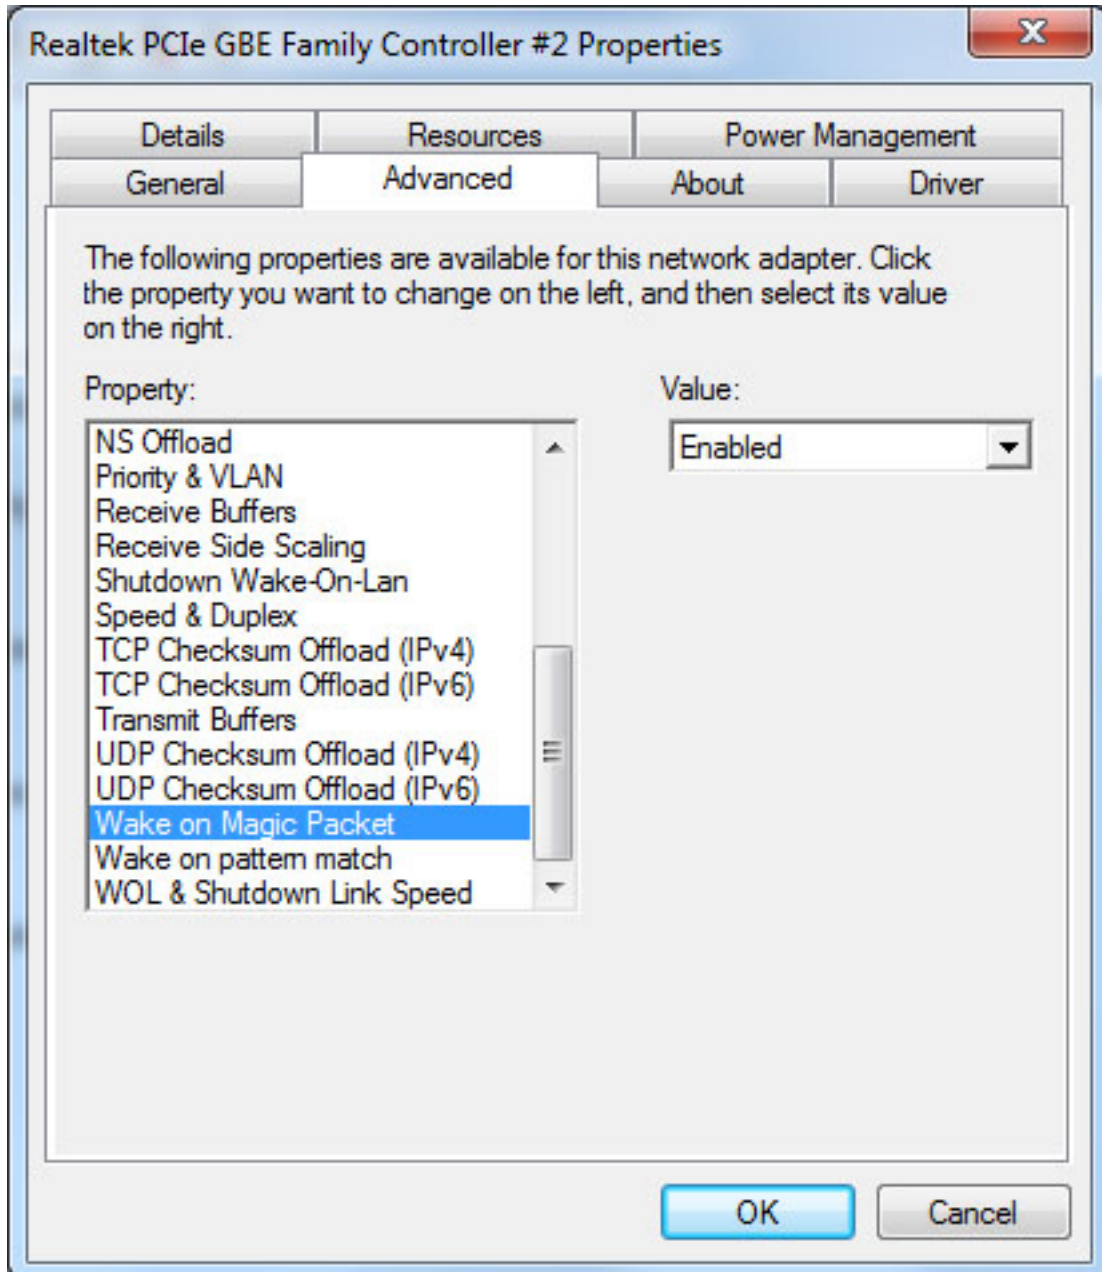 Realtek PCIe GBE Family Controller #2 Properties
Details
Resources
Power Management
General
Advanced
About
Driver
The following properties are available for this network adapter. Click
the property you want to change on the left, and then select its value
on the right.
Property:
Value:
NS Offload
Priority & VLAN
Receive Buffers
Receive Side Scaling
Shutdown Wake-On-Lan
Speed & Duplex
TCP Checksum Offload (IPv4)
TCP Checksum Offload (IPv6)
Transmit Buffers
UDP Checksum Offload (IPv4)
UDP Checksum Offload (IPv6)
Wake on Magic Packet
Wake on pattern match
WOL & Shutdown Link Speed
Enabled
OK
Cancel